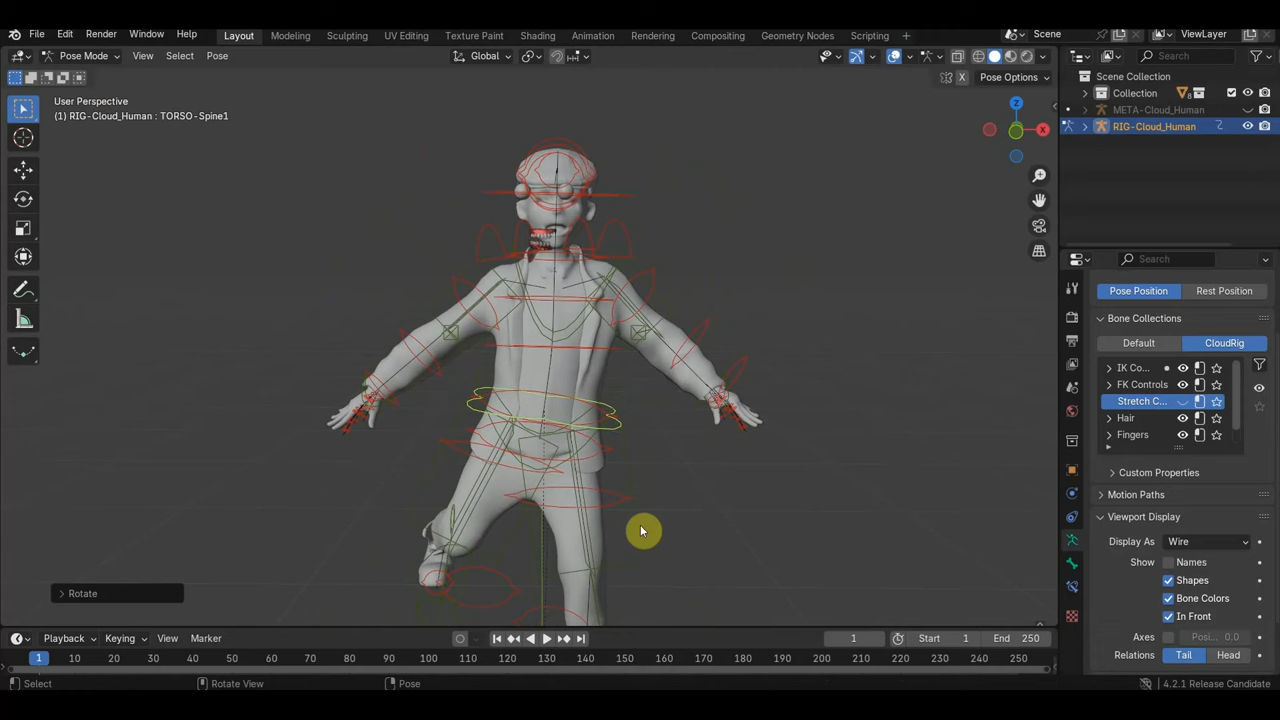 File Edit Render Window Help Layout Modeling Sculpting UV Editing Texture Paint Shading Animation Rendering Compositing Geometry Nodes Scripting Scene ViewLayer
Pose Mode View Select Pose Global Search
X Pose Options Scene Collection
User Perspective Collection
(1) RIG-Cloud_Human : TORSO-Spine1 META-Cloud_Human
RIG-Cloud_Human
Z
X
Search
Pose Position Rest Position
Bone Collections
Default CloudRig
IK Co...
FK Controls
Stretch C...
Hair
Fingers
Custom Properties
Motion Paths
Viewport Display
Display As Wire
Show Names
Shapes
Bone Colors
In Front
Axes Posi... 0.0
Relations Tail Head
Rotate
Playback Keying View Marker 1 Start 1 End 250
1 10 20 30 40 50 60 70 80 90 100 110 120 130 140 150 160 170 180 190 200 210 220 230 240 250
Select Rotate View Pose 4.2.1 Release Candidate